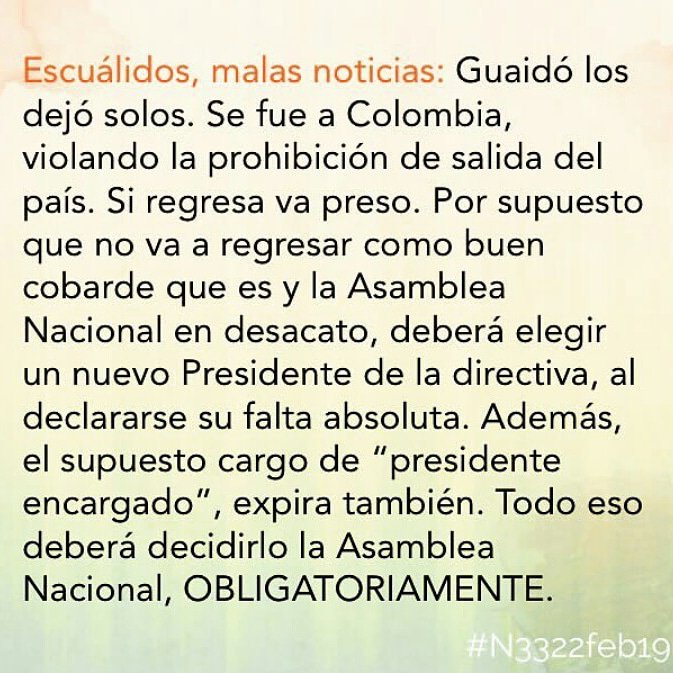 Escuálidos, malas noticias: Guaidó los
dejó solos. Se fue a Colombia,
violando la prohibición de salida del
país. Si regresa va preso. Por supuesto
que no va a regresar como buen
cobarde que es y la Asamblea
Nacional en desacato, deberá elegir
un nuevo Presidente de la directiva, al
declararse su falta absoluta. Además,
el supuesto cargo de “presidente
encargado”, expira también. Todo eso
deberá decidirlo la Asamblea
Nacional, OBLIGATORIAMENTE.
#N3322feb19